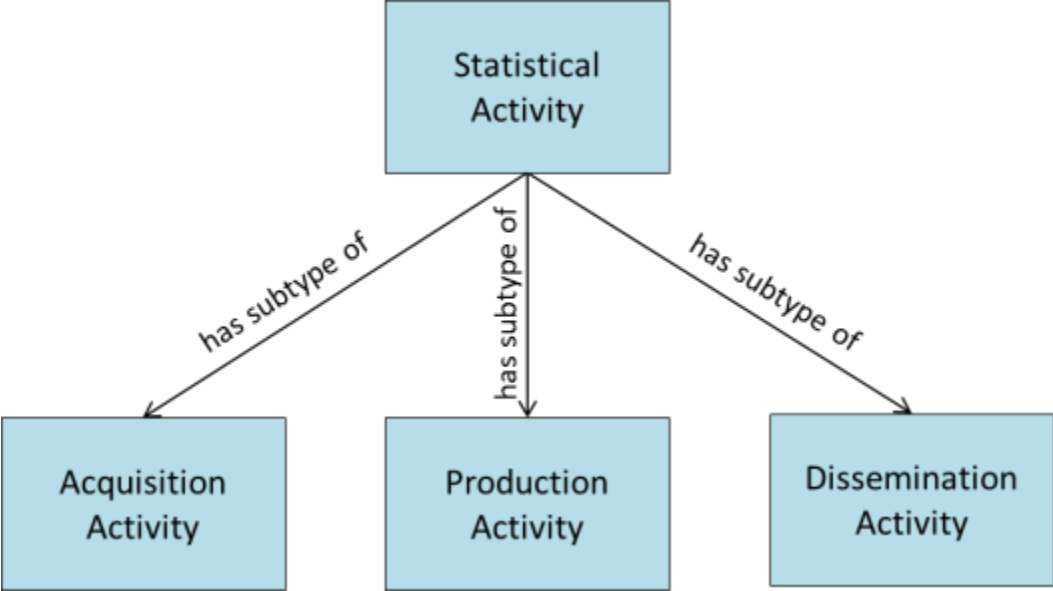 Statistical
Activity
has subtype of
has subtype of
has subtype of
Acquisition
Activity
Production
Activity
Dissemination
Activity